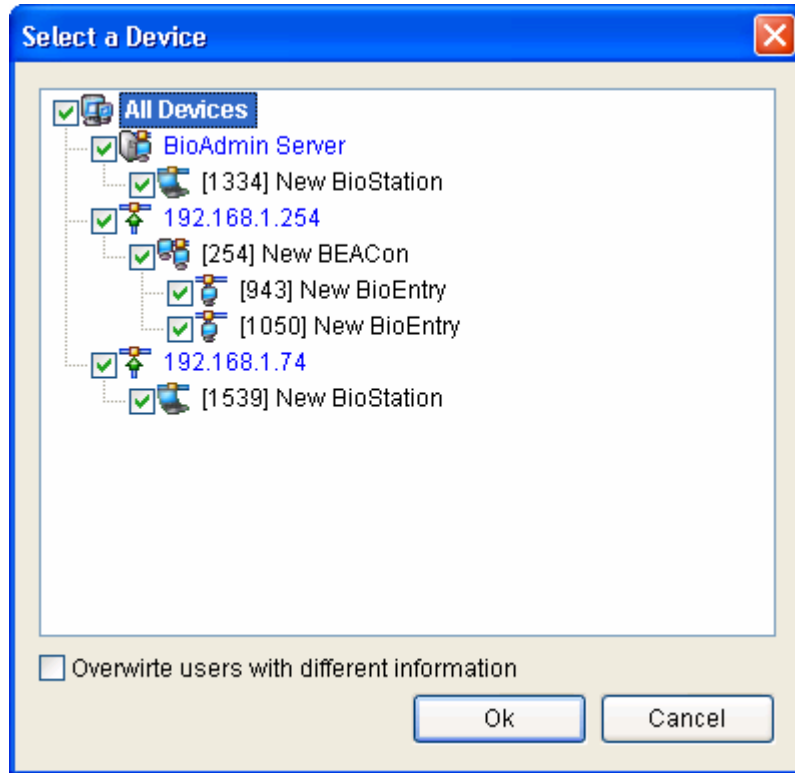 Select a Device
All Devices
BioAdmin Server
[1334] New BioStation
192.168.1.254
[254] New BEACon
[943] New BioEntry
[1050] New BioEntry
192.168.1.74
[1539] New BioStation
Overwirte users with different information
Ok Cancel